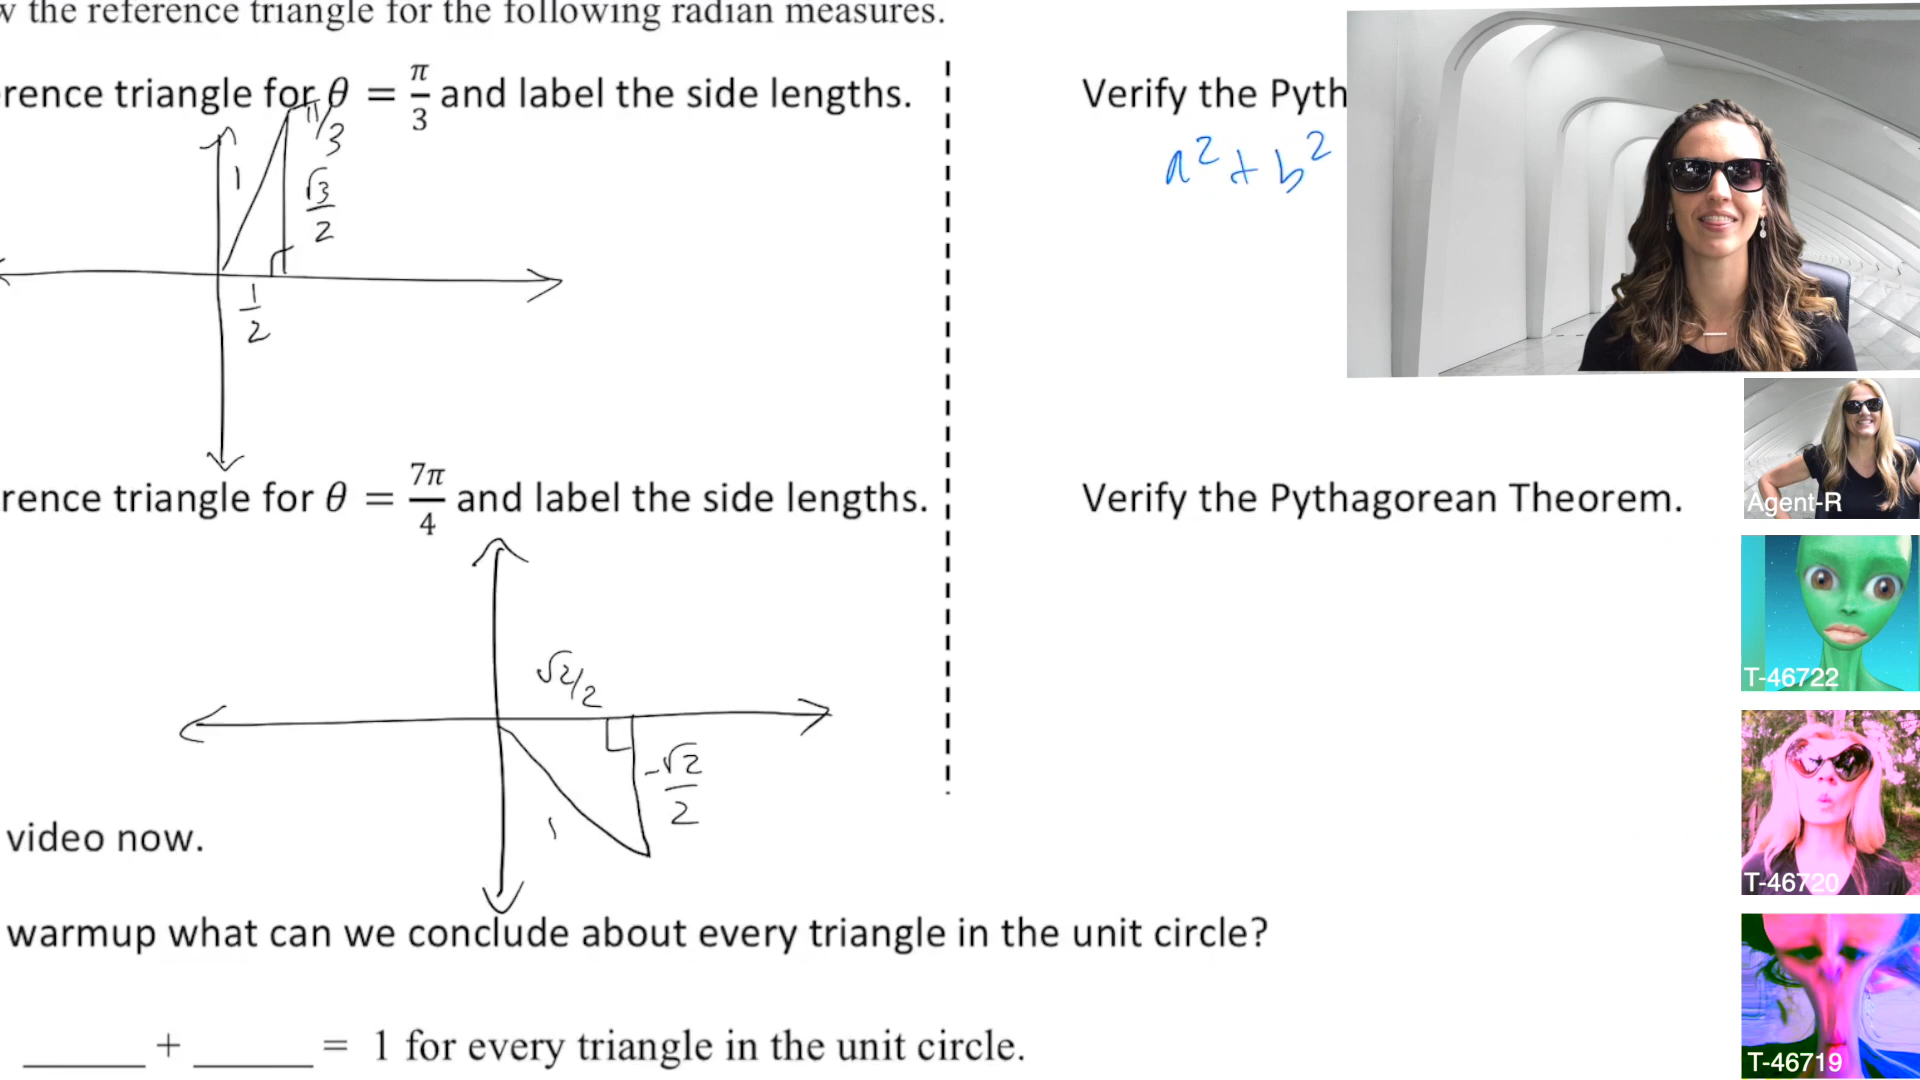 w the reference triangle for the following radian measures.
rence triangle for θ = π/3 and label the side lengths.
Verify the Pyth
π/3
a² + b²
1
√3/2
1/2
rence triangle for θ = 7π/4 and label the side lengths.
Verify the Pythagorean Theorem.
Agent-R
√2/2
T-46722
-√2/2
1
video now.
T-46720
warmup what can we conclude about every triangle in the unit circle?
_____ + _____ = 1 for every triangle in the unit circle.
T-46719